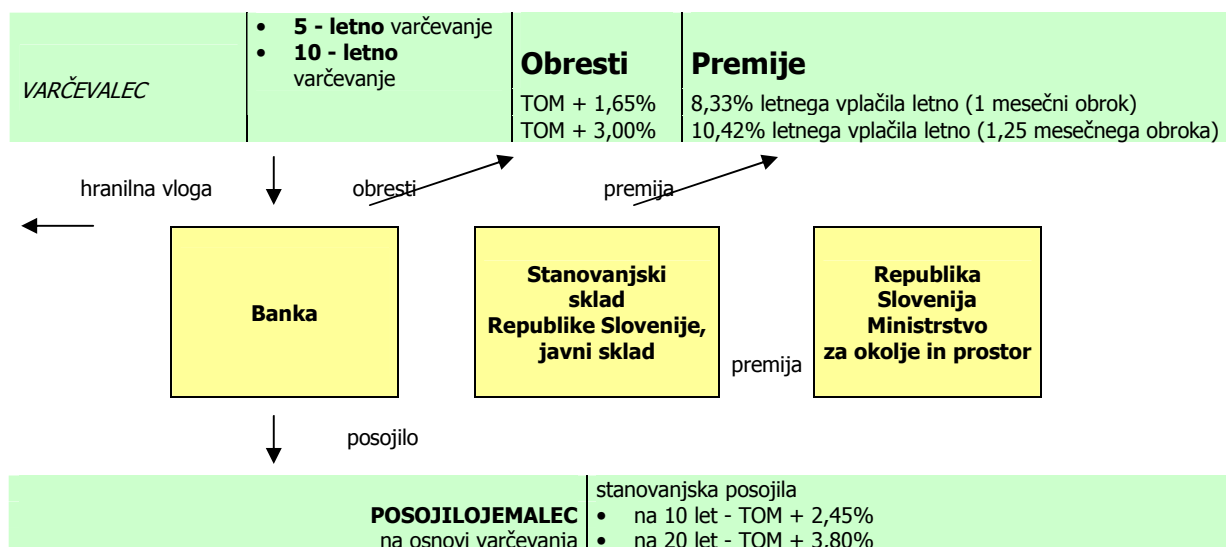 VARČEVALEC
• 5 - letno varčevanje
• 10 - letno
varčevanje
Obresti
TOM + 1,65%
TOM + 3,00%
Premije
8,33% letnega vplačila letno (1 mesečni obrok)
10,42% letnega vplačila letno (1,25 mesečnega obroka)
hranilna vloga
obresti
premija
Banka
Stanovanjski
sklad
Republike Slovenije,
javni sklad
premija
Republika
Slovenija
Ministrstvo
za okolje in prostor
posojilo
POSOJILOJEMALEC
na osnovi varčevanja
stanovanjska posojila
• na 10 let - TOM + 2,45%
• na 20 let - TOM + 3,80%